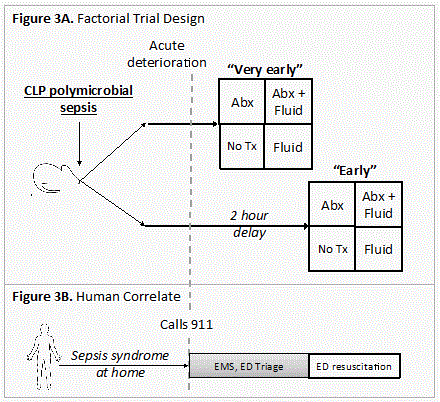 Figure 3A. Factorial Trial Design
Acute
deterioration
CLP polymicrobial
sepsis
“Very early”
Abx
Abx +
Fluid
No Tx
Fluid
“Early”
2 hour
delay
Abx
Abx +
Fluid
No Tx
Fluid
Figure 3B. Human Correlate
Calls 911
Sepsis syndrome
at home
EMS, ED Triage
ED resuscitation